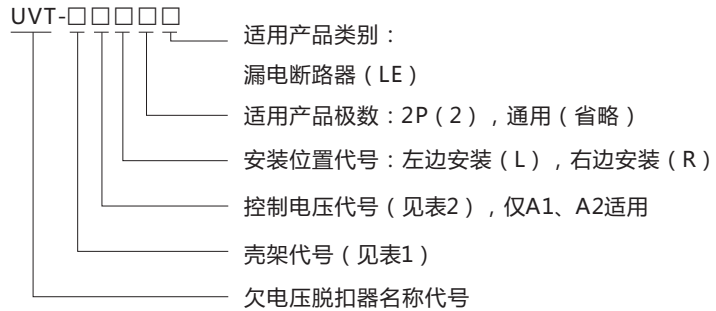 UVT-□□□□□
适用产品类别：
漏电断路器（LE）
适用产品极数：2P（2），通用（省略）
安装位置代号：左边安装（L），右边安装（R）
控制电压代号（见表2），仅A1、A2适用
壳架代号（见表1）
欠电压脱扣器名称代号